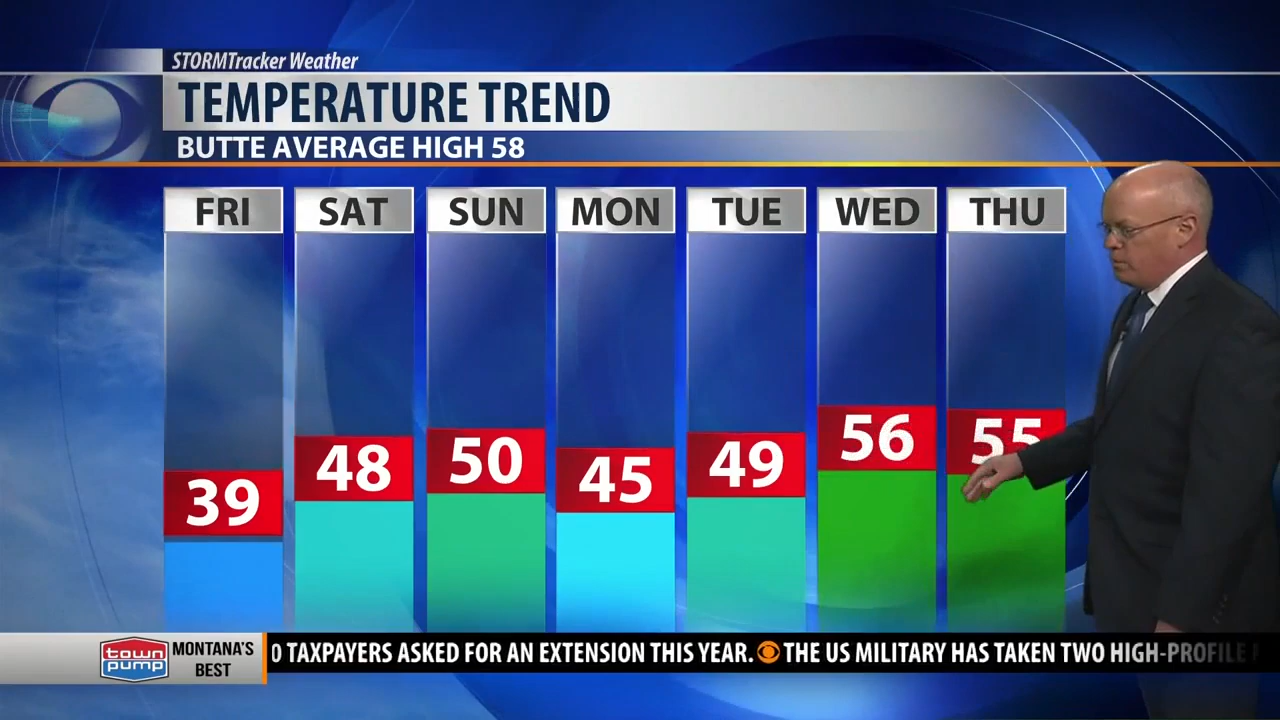 STORMTracker Weather
TEMPERATURE TREND
BUTTE AVERAGE HIGH 58
FRI SAT SUN MON TUE WED THU
39 48 50 45 49 56 55
town pump
MONTANA'S BEST
0 TAXPAYERS ASKED FOR AN EXTENSION THIS YEAR. THE US MILITARY HAS TAKEN TWO HIGH-PROFILE